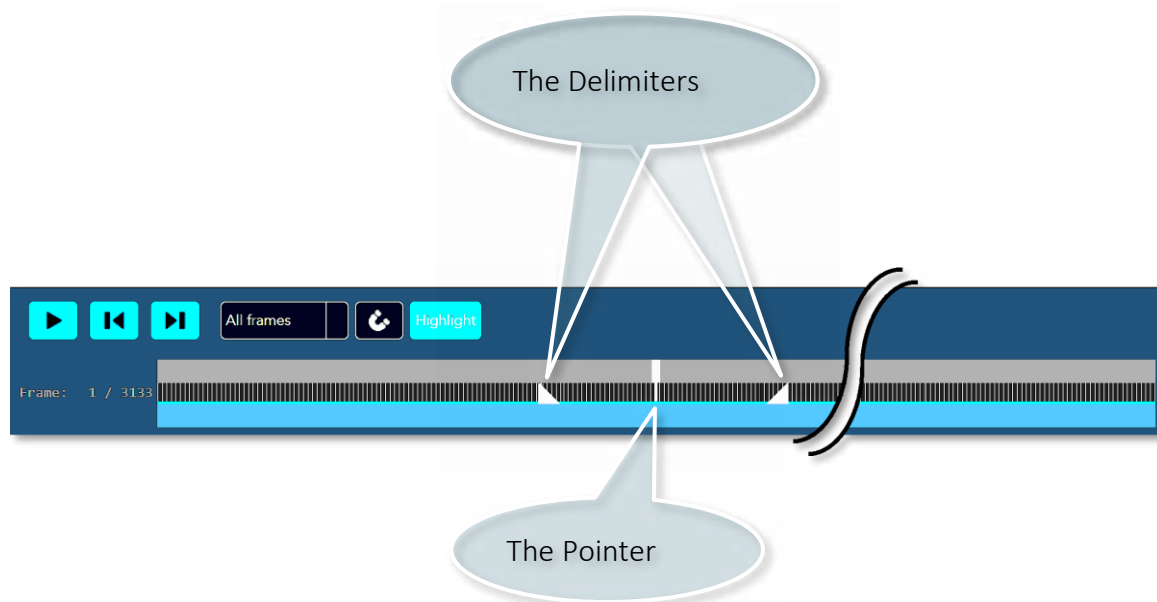 The Delimiters
All frames
Highlight
Frame: 1 / 3133
The Pointer